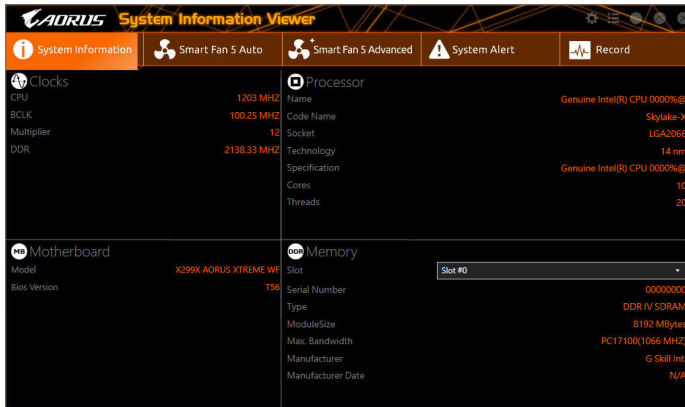 AORUS System Information Viewer
System Information Smart Fan 5 Auto Smart Fan 5 Advanced System Alert Record
Clocks
CPU 1203 MHZ
BCLK 100.25 MHZ
Multiplier 12
DDR 2138.33 MHZ
Processor
Name Genuine Intel(R) CPU 0000%@
Code Name Skylake-X
Socket LGA2066
Technology 14 nm
Specification Genuine Intel(R) CPU 0000%@
Cores 10
Threads 20
MB Motherboard
Model X299X AORUS XTREME WF
Bios Version T56
DDR Memory
Slot Slot #0
Serial Number 00000000
Type DDR IV SDRAM
ModuleSize 8192 MBytes
Max. Bandwidth PC17100(1066 MHZ)
Manufacturer G Skill Int
Manufacturer Date N/A